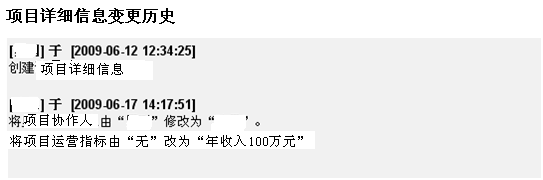 项目详细信息变更历史
[ ] 于 [2009-06-12 12:34:25]
创建 项目详细信息
] 于 [2009-06-17 14:17:51]
将 项目协作人 由“ ”修改为“ ”。
将项目运营指标由“无”改为“年收入100万元”